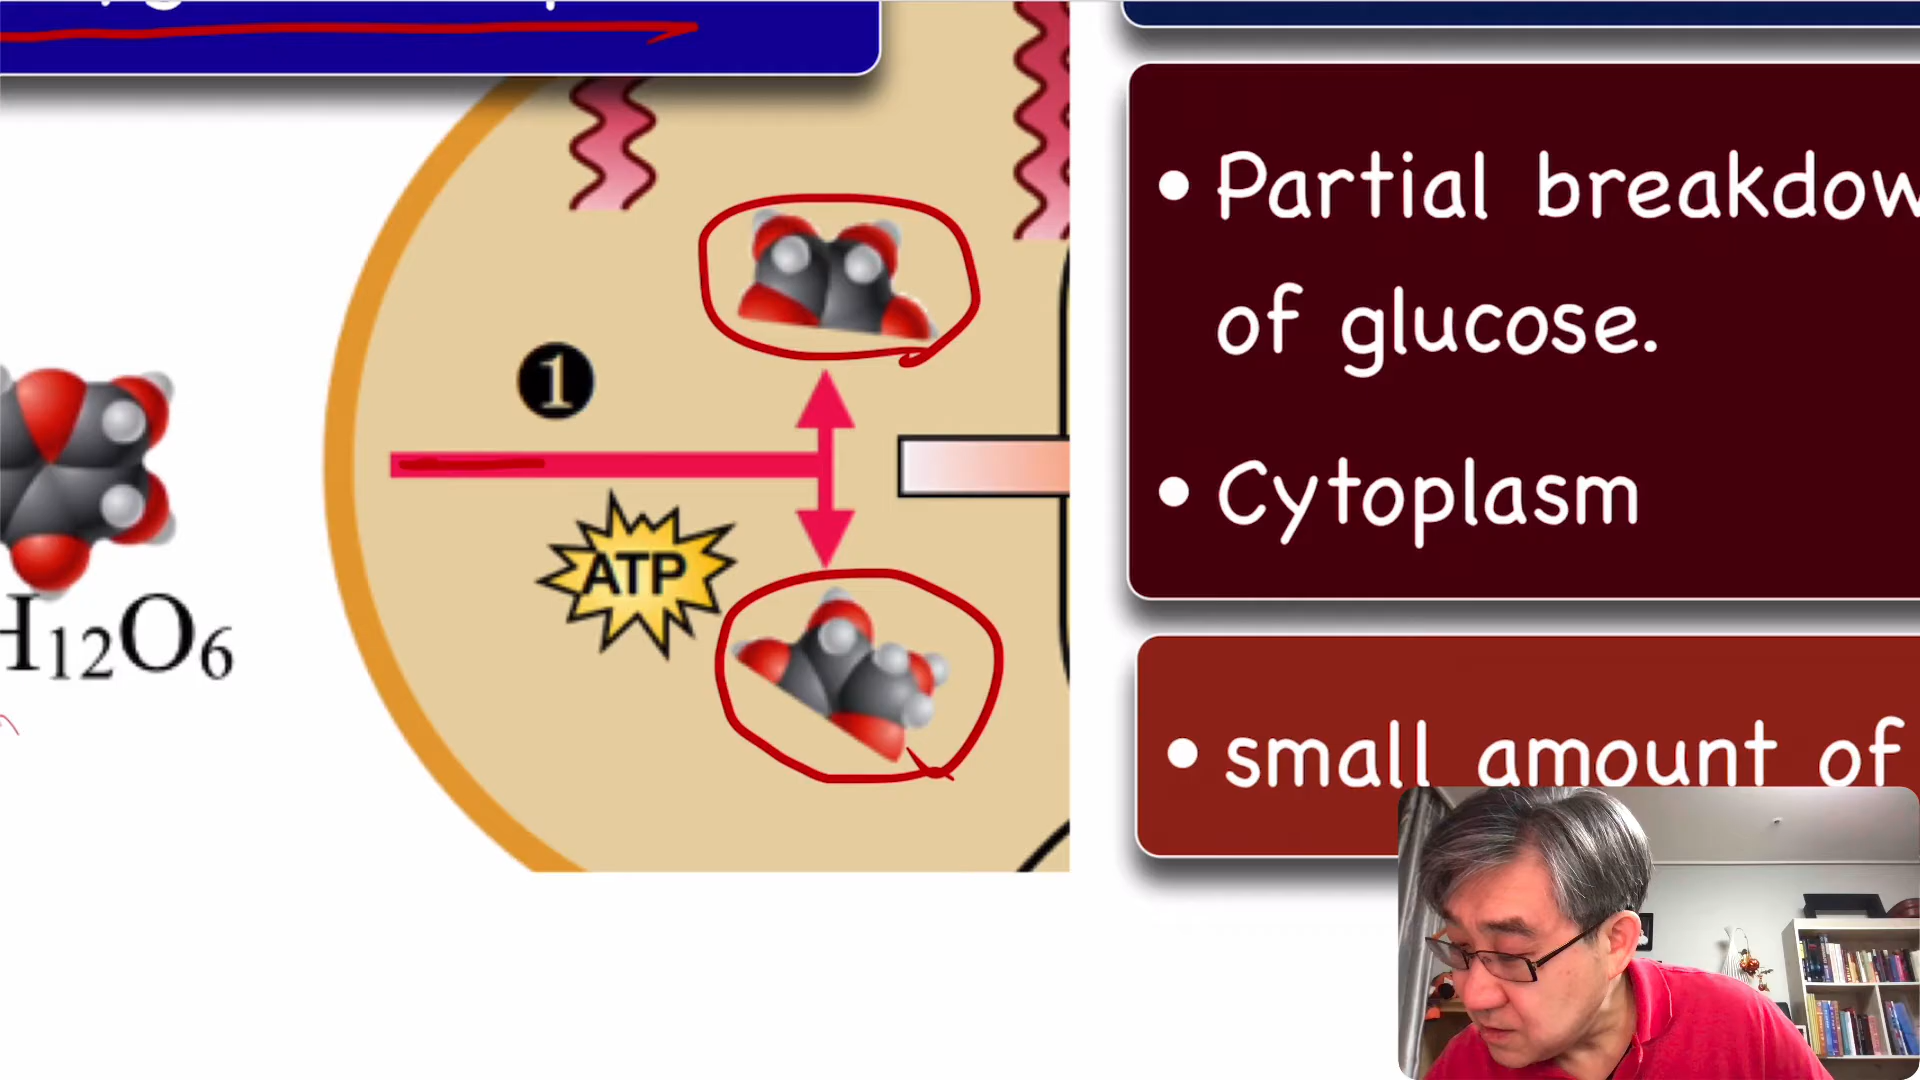 • Partial breakdow
of glucose.
• Cytoplasm
• small amount of
1
ATP
H12O6